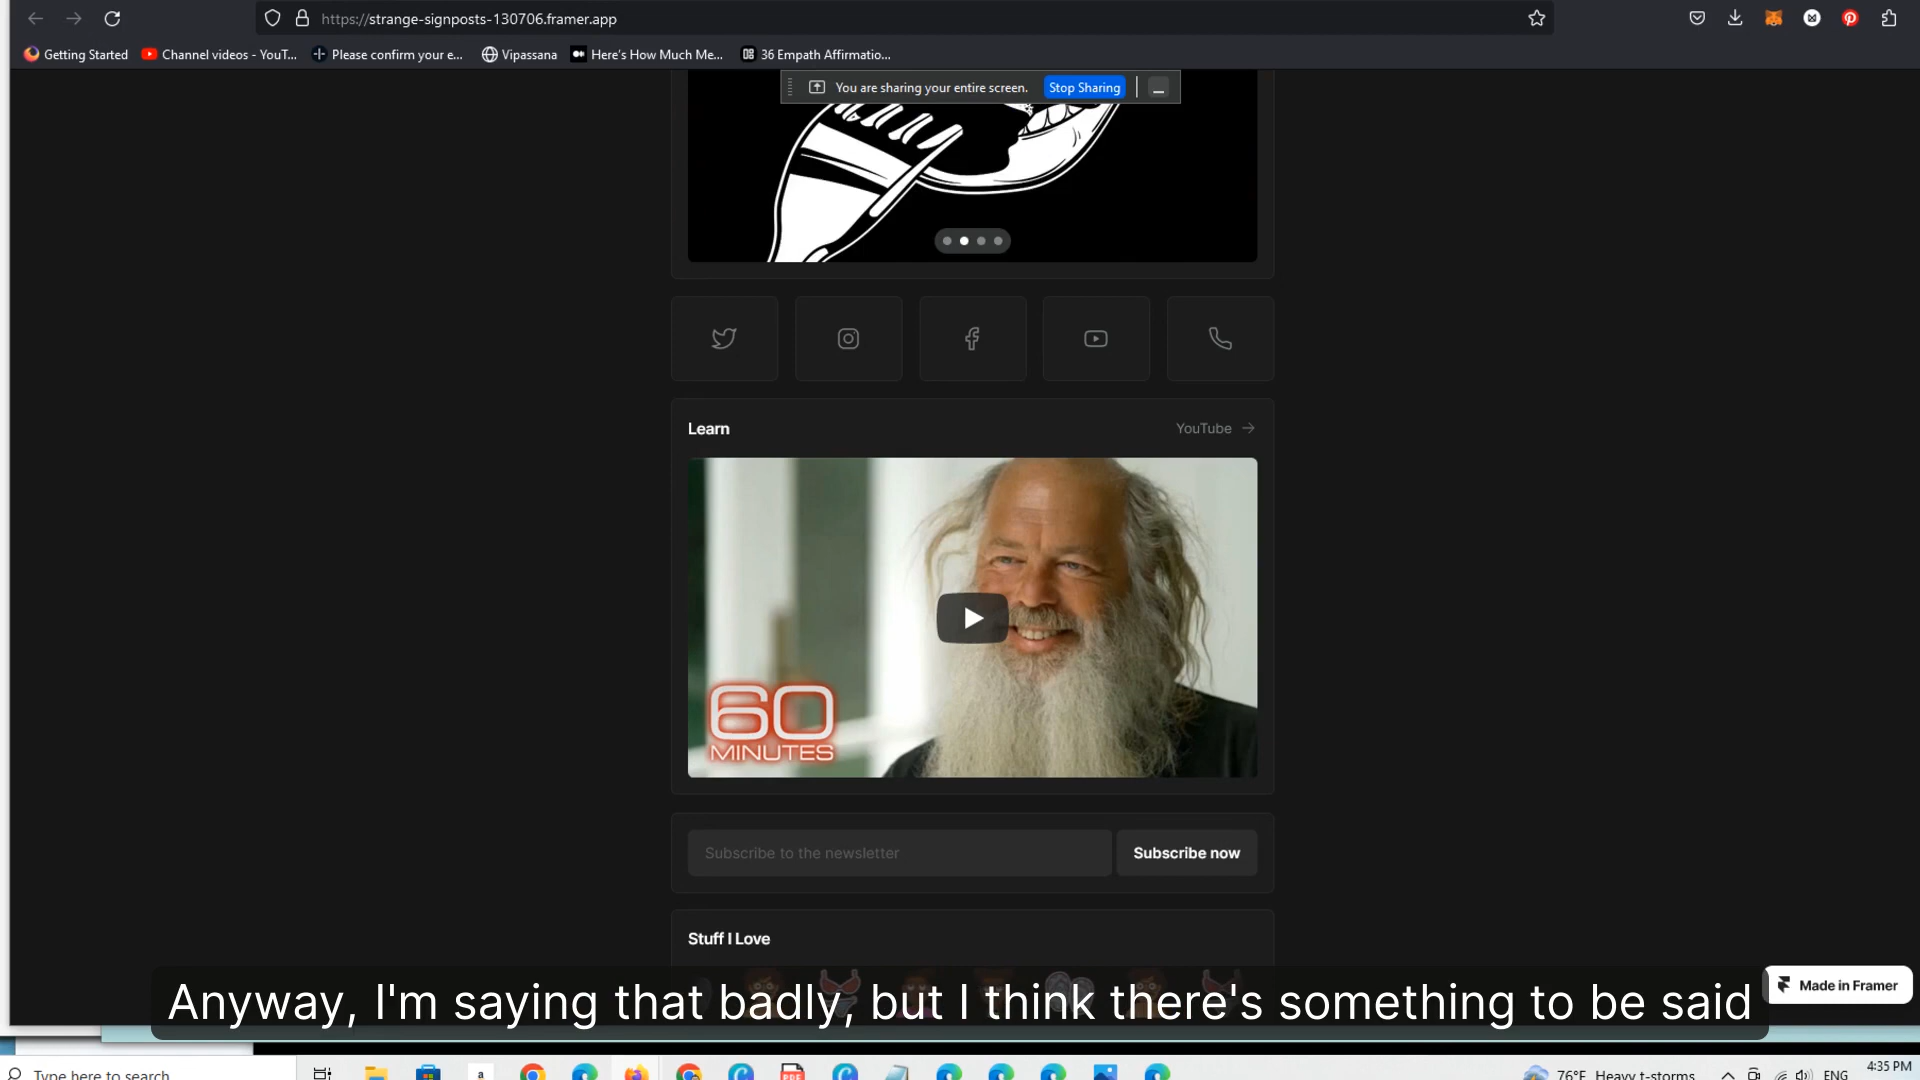 https://strange-signposts-130706.framer.app
Getting Started
Channel videos - YouT...
Please confirm your e...
Vipassana
Here's How Much Me...
36 Empath Affirmatio...
You are sharing your entire screen.
Stop Sharing
Learn
YouTube →
60
MINUTES
Subscribe to the newsletter
Subscribe now
Stuff I Love
Made in Framer
Anyway, I'm saying that badly, but I think there's something to be said
Type here to search
a
PDF
76°F Heavy t-storms
ENG
4:35 PM